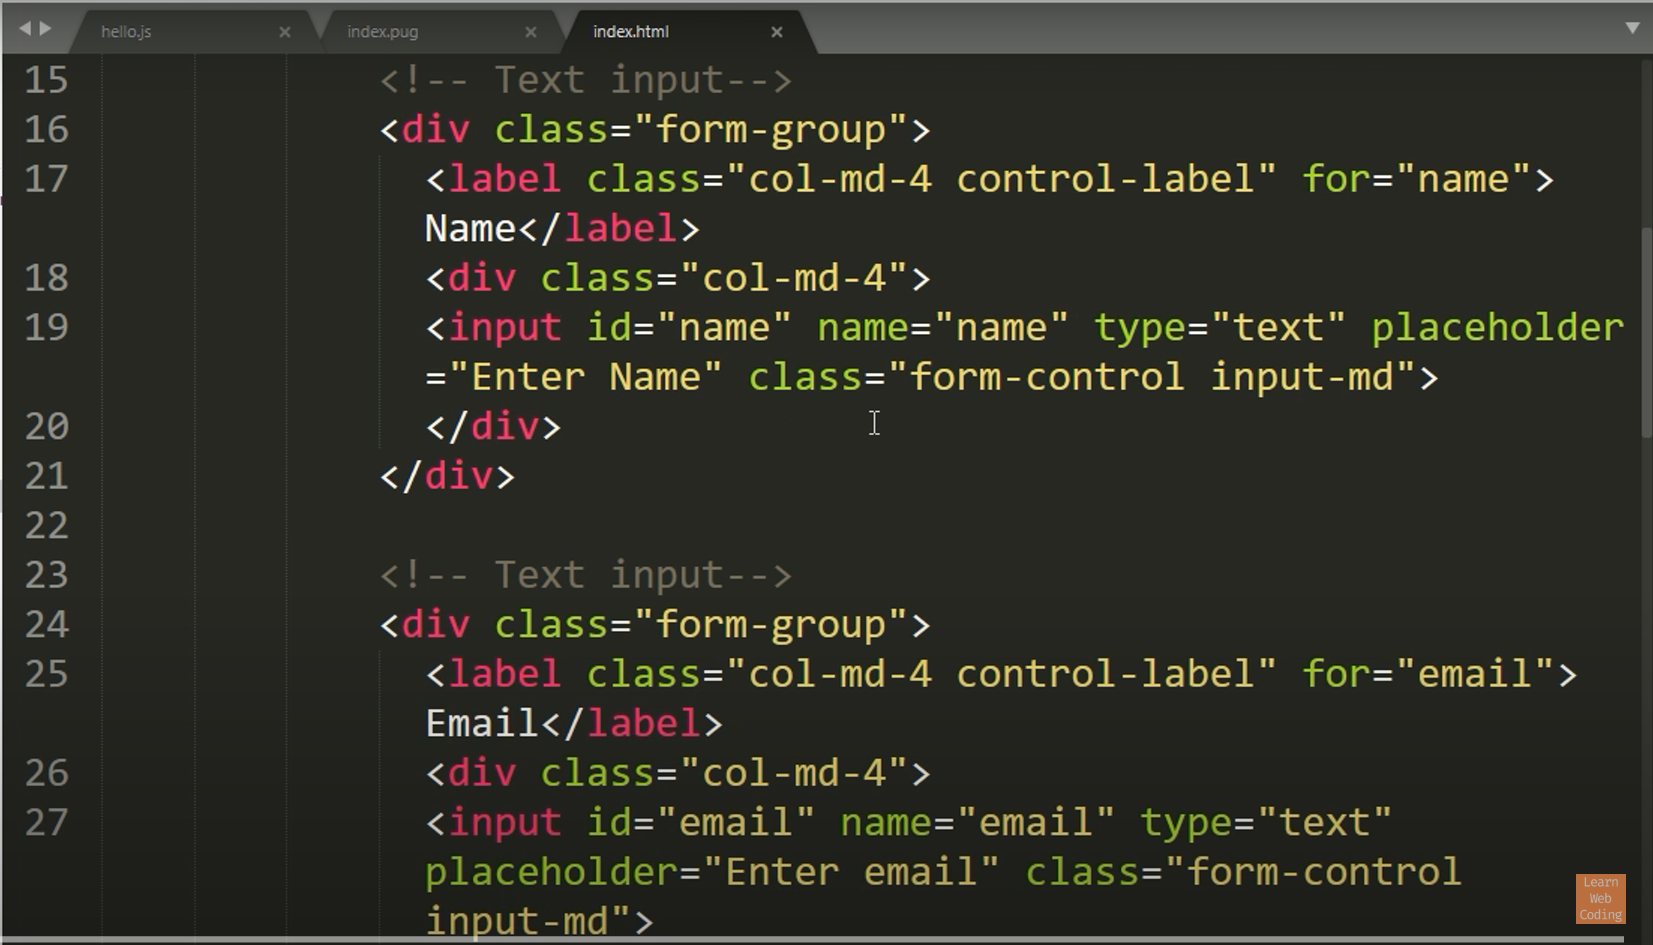 hello.js × index.pug × index.html ×
15 <!-- Text input-->
16 <div class="form-group">
17 <label class="col-md-4 control-label" for="name">
Name</label>
18 <div class="col-md-4">
19 <input id="name" name="name" type="text" placeholder
="Enter Name" class="form-control input-md">
20 </div>
21 </div>
22
23 <!-- Text input-->
24 <div class="form-group">
25 <label class="col-md-4 control-label" for="email">
Email</label>
26 <div class="col-md-4">
27 <input id="email" name="email" type="text"
placeholder="Enter email" class="form-control
input-md">
Learn
Web
Coding